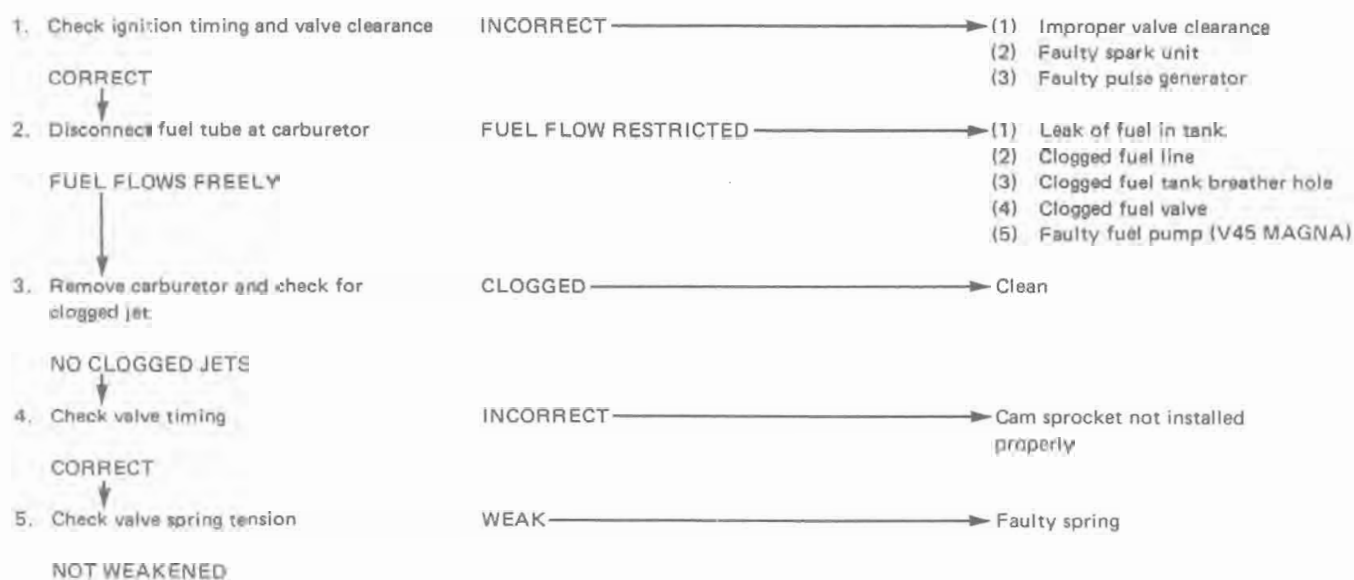 1. Check ignition timing and valve clearance INCORRECT (1) Improper valve clearance
(2) Faulty spark unit
CORRECT (3) Faulty pulse generator
2. Disconnect fuel tube at carburetor FUEL FLOW RESTRICTED (1) Leak of fuel in tank
(2) Clogged fuel line
FUEL FLOWS FREELY (3) Clogged fuel tank breather hole
(4) Clogged fuel valve
(5) Faulty fuel pump (V45 MAGNA)
3. Remove carburetor and check for CLOGGED Clean
clogged jet
NO CLOGGED JETS
4. Check valve timing INCORRECT Cam sprocket not installed
properly
CORRECT
5. Check valve spring tension WEAK Faulty spring
NOT WEAKENED